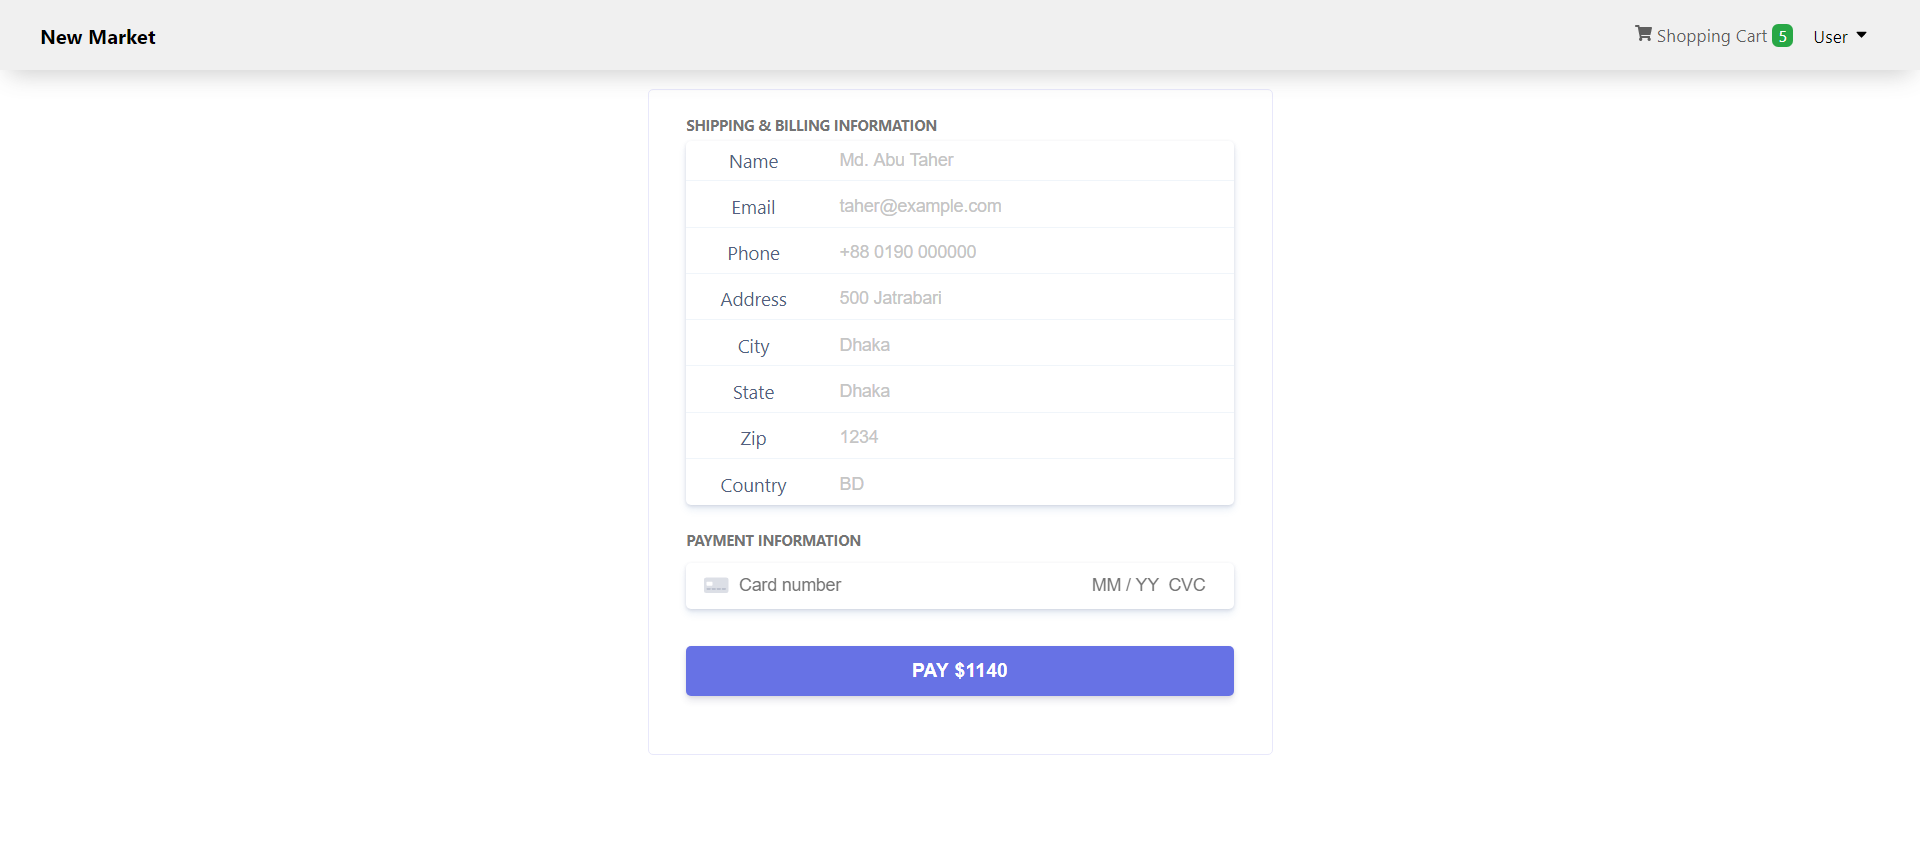 New Market
Shopping Cart 5 User
SHIPPING & BILLING INFORMATION
Name Md. Abu Taher
Email taher@example.com
Phone +88 0190 000000
Address 500 Jatrabari
City Dhaka
State Dhaka
Zip 1234
Country BD
PAYMENT INFORMATION
Card number MM / YY CVC
PAY $1140